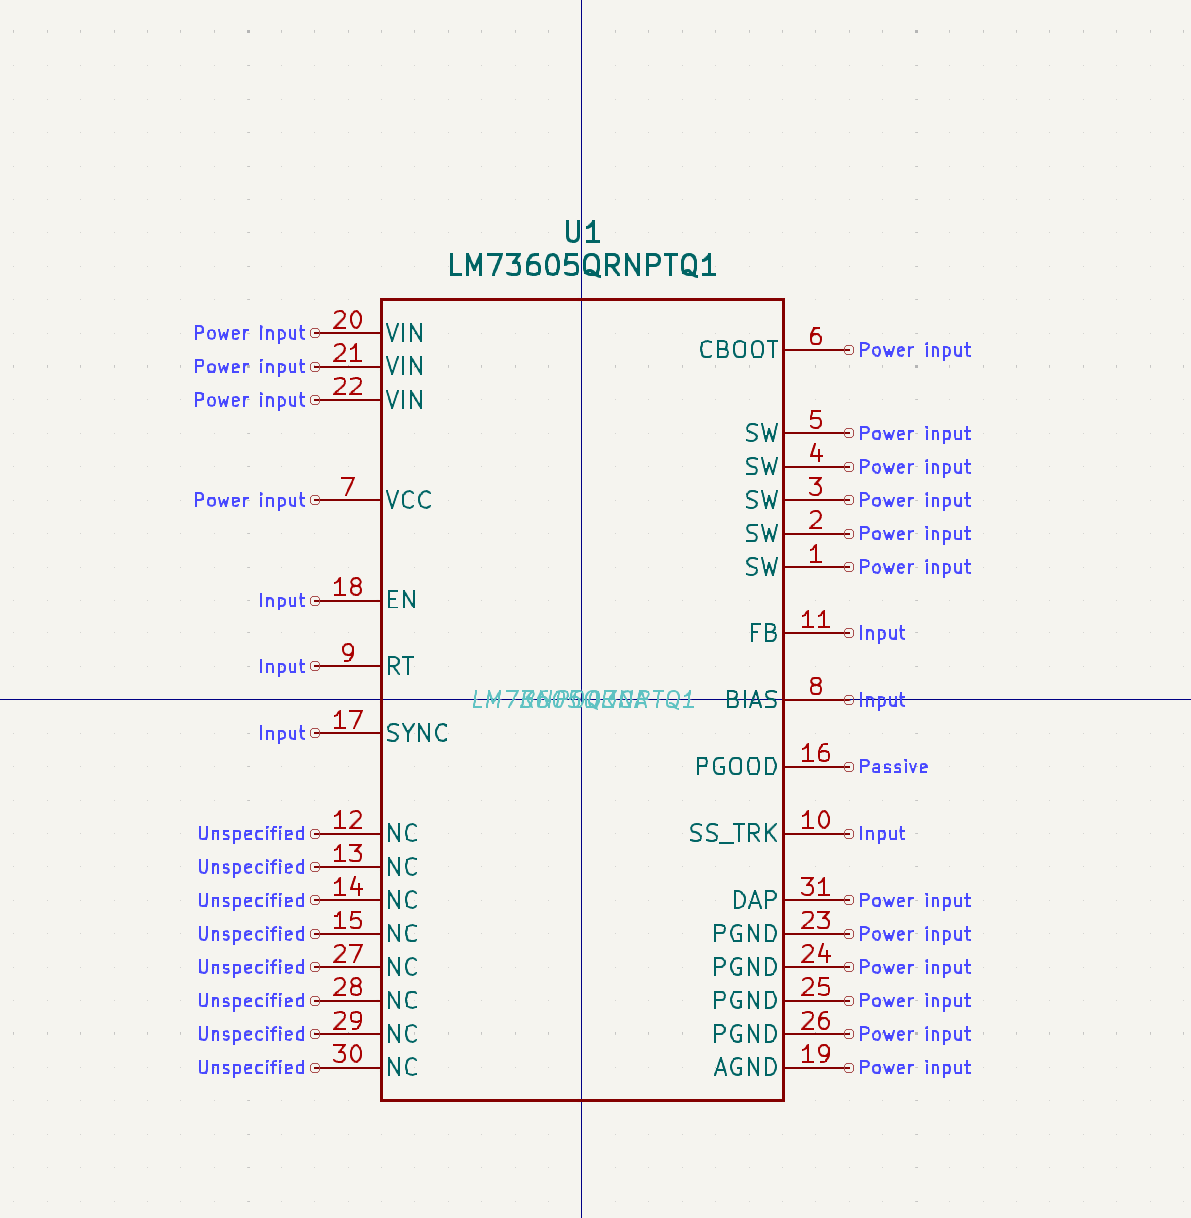 U1
LM73605QRNPTQ1
Power input 20 VIN
Power input 21 VIN
Power input 22 VIN
Power input 7 VCC
Input 18 EN
Input 9 RT
Input 17 SYNC
Unspecified 12 NC
Unspecified 13 NC
Unspecified 14 NC
Unspecified 15 NC
Unspecified 27 NC
Unspecified 28 NC
Unspecified 29 NC
Unspecified 30 NC
CBOOT 6 Power input
SW 5 Power input
SW 4 Power input
SW 3 Power input
SW 2 Power input
SW 1 Power input
FB 11 Input
BIAS 8 Input
PGOOD 16 Passive
SS_TRK 10 Input
DAP 31 Power input
PGND 23 Power input
PGND 24 Power input
PGND 25 Power input
PGND 26 Power input
AGND 19 Power input